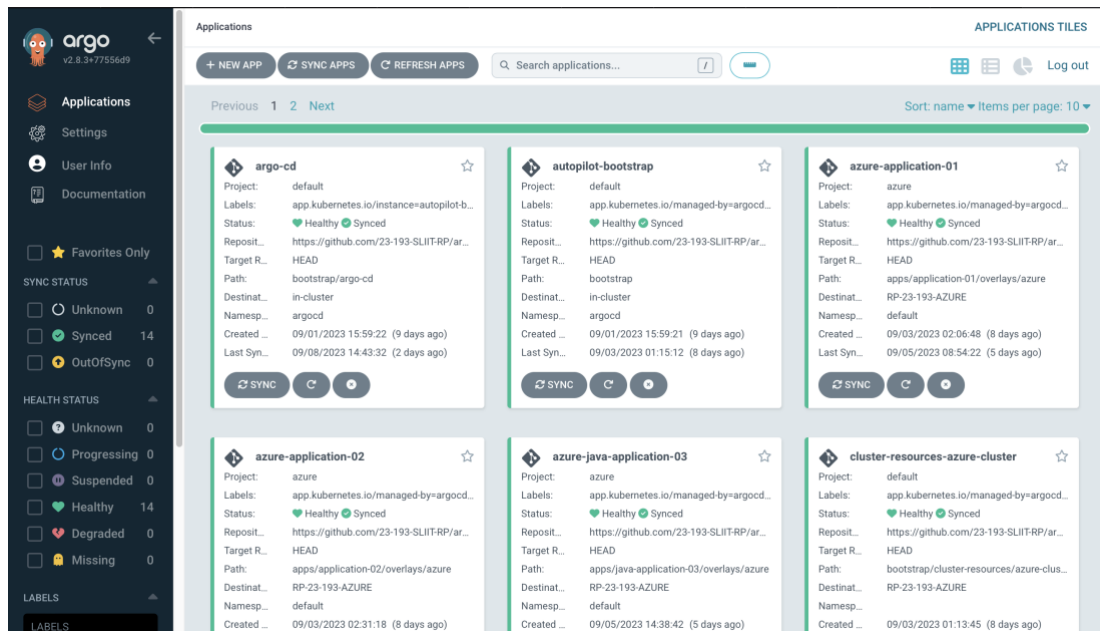 argo
v2.8.3+77556d9
Applications
Settings
User Info
Documentation
Favorites Only
SYNC STATUS
Unknown 0
Synced 14
OutOfSync 0
HEALTH STATUS
Unknown 0
Progressing 0
Suspended 0
Healthy 14
Degraded 0
Missing 0
LABELS
LABELS
Applications
APPLICATIONS TILES
+ NEW APP
SYNC APPS
REFRESH APPS
Search applications...
/
Log out
Previous 1 2 Next
Sort: name Items per page: 10
argo-cd
Project: default
Labels: app.kubernetes.io/instance=autopilot-b...
Status: Healthy Synced
Reposit... https://github.com/23-193-SLIIT-RP/ar...
Target R... HEAD
Path: bootstrap/argo-cd
Destinat... in-cluster
Namesp... argocd
Created ... 09/01/2023 15:59:22 (9 days ago)
Last Syn... 09/08/2023 14:43:32 (2 days ago)
SYNC
autopilot-bootstrap
Project: default
Labels: app.kubernetes.io/managed-by=argocd...
Status: Healthy Synced
Reposit... https://github.com/23-193-SLIIT-RP/ar...
Target R... HEAD
Path: bootstrap
Destinat... in-cluster
Namesp... argocd
Created ... 09/01/2023 15:59:21 (9 days ago)
Last Syn... 09/03/2023 01:15:12 (8 days ago)
SYNC
azure-application-01
Project: azure
Labels: app.kubernetes.io/managed-by=argocd...
Status: Healthy Synced
Reposit... https://github.com/23-193-SLIIT-RP/ar...
Target R... HEAD
Path: apps/application-01/overlays/azure
Destinat... RP-23-193-AZURE
Namesp... default
Created ... 09/03/2023 02:06:48 (8 days ago)
Last Syn... 09/05/2023 08:54:22 (5 days ago)
SYNC
azure-application-02
Project: azure
Labels: app.kubernetes.io/managed-by=argocd...
Status: Healthy Synced
Reposit... https://github.com/23-193-SLIIT-RP/ar...
Target R... HEAD
Path: apps/application-02/overlays/azure
Destinat... RP-23-193-AZURE
Namesp... default
Created ... 09/03/2023 02:31:18 (8 days ago)
azure-java-application-03
Project: azure
Labels: app.kubernetes.io/managed-by=argocd...
Status: Healthy Synced
Reposit... https://github.com/23-193-SLIIT-RP/ar...
Target R... HEAD
Path: apps/java-application-03/overlays/azure
Destinat... RP-23-193-AZURE
Namesp... default
Created ... 09/05/2023 14:38:42 (5 days ago)
cluster-resources-azure-cluster
Project: default
Labels: app.kubernetes.io/managed-by=argocd...
Status: Healthy Synced
Reposit... https://github.com/23-193-SLIIT-RP/ar...
Target R... HEAD
Path: bootstrap/cluster-resources/azure-clus...
Destinat... RP-23-193-AZURE
Namesp...
Created ... 09/03/2023 01:13:45 (8 days ago)